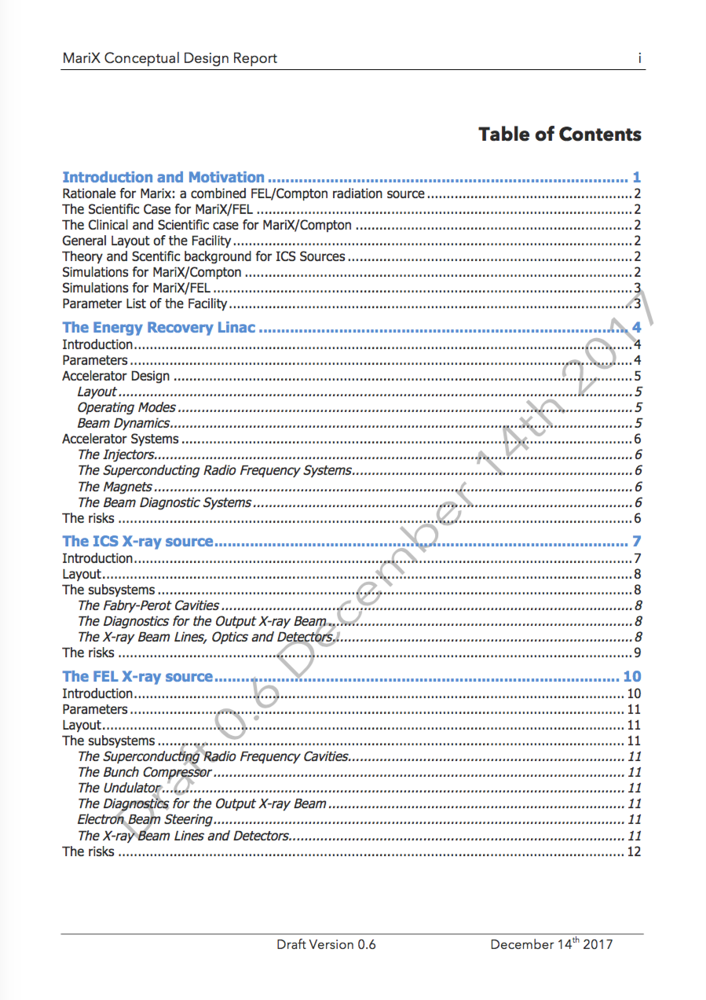 MariX Conceptual Design Report i
Table of Contents
Introduction and Motivation ................................................................................ 1
Rationale for Marix: a combined FEL/Compton radiation source ........................................ 2
The Scientific Case for MariX/FEL ................................................................................ 2
The Clinical and Scientific case for MariX/Compton ........................................................ 2
General Layout of the Facility ................................................................................ 2
Theory and Scentific background for ICS Sources ........................................................ 2
Simulations for MariX/Compton ................................................................................ 2
Simulations for MariX/FEL ................................................................................ 3
Parameter List of the Facility ................................................................................ 3
The Energy Recovery Linac ................................................................................ 4
Introduction ................................................................................ 4
Parameters ................................................................................ 4
Accelerator Design ................................................................................ 5
Layout ................................................................................ 5
Operating Modes ................................................................................ 5
Beam Dynamics ................................................................................ 5
Accelerator Systems ................................................................................ 6
The Injectors ................................................................................ 6
The Superconducting Radio Frequency Systems ........................................................ 6
The Magnets ................................................................................ 6
The Beam Diagnostic Systems ................................................................................ 6
The risks ................................................................................ 6
The ICS X-ray source ................................................................................ 7
Introduction ................................................................................ 7
Layout ................................................................................ 8
The subsystems ................................................................................ 8
The Fabry-Perot Cavities ................................................................................ 8
The Diagnostics for the Output X-ray Beam ........................................................ 8
The X-ray Beam Lines, Optics and Detectors ........................................................ 8
The risks ................................................................................ 9
The FEL X-ray source ................................................................................ 10
Introduction ................................................................................ 10
Parameters ................................................................................ 11
Layout ................................................................................ 11
The subsystems ................................................................................ 11
The Superconducting Radio Frequency Cavities ........................................................ 11
The Bunch Compressor ................................................................................ 11
The Undulator ................................................................................ 11
The Diagnostics for the Output X-ray Beam ........................................................ 11
Electron Beam Steering ................................................................................ 11
The X-ray Beam Lines and Detectors ........................................................ 11
The risks ................................................................................ 12
Draft 0.6 December 14th 2017
Draft Version 0.6 December 14th 2017